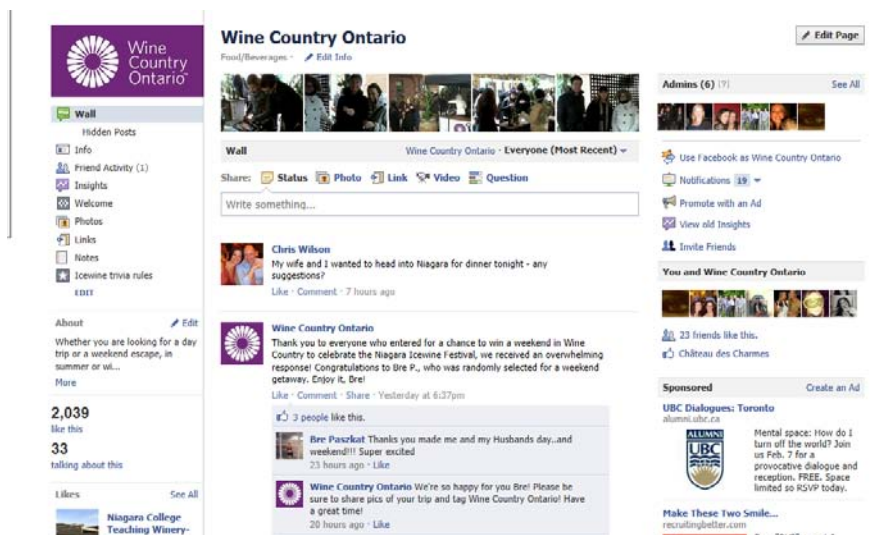 Wine
Country
Ontario
Wall
Hidden Posts
Info
Friend Activity (1)
Insights
Welcome
Photos
Links
Notes
Icewine trivia rules
EDIT
About Edit
Whether you are looking for a day
trip or a weekend escape, in
summer or wi...
More
2,039
like this
33
talking about this
Likes See All
Niagara College
Teaching Winery-
Wine Country Ontario
Food/Beverages · Edit Info
Wall Wine Country Ontario · Everyone (Most Recent)
Share: Status Photo Link Video Question
Write something...
Chris Wilson
My wife and I wanted to head into Niagara for dinner tonight - any
suggestions?
Like · Comment · 7 hours ago
Wine Country Ontario
Thank you to everyone who entered for a chance to win a weekend in Wine
Country to celebrate the Niagara Icewine Festival, we received an overwhelming
response! Congratulations to Bre P., who was randomly selected for a weekend
getaway. Enjoy it, Bre!
Like · Comment · Share · Yesterday at 6:37pm
3 people like this.
Bre Paszkat Thanks you made me and my Husbands day..and
weekend!!! Super excited
23 hours ago · Like
Wine Country Ontario We're so happy for you Bre! Please be
sure to share pics of your trip and tag Wine Country Ontario! Have
a great time!
20 hours ago · Like
Edit Page
Admins (6) [?] See All
Use Facebook as Wine Country Ontario
Notifications 19
Promote with an Ad
View old Insights
Invite Friends
You and Wine Country Ontario
23 friends like this.
Château des Charmes
Sponsored Create an Ad
UBC Dialogues: Toronto
alumni.ubc.ca
ALUMNI
UBC
Mental space: How do I
turn off the world? Join
us Feb. 7 for a
provocative dialogue and
reception. FREE. Space
limited so RSVP today.
Make These Two Smile...
recruitingbetter.com